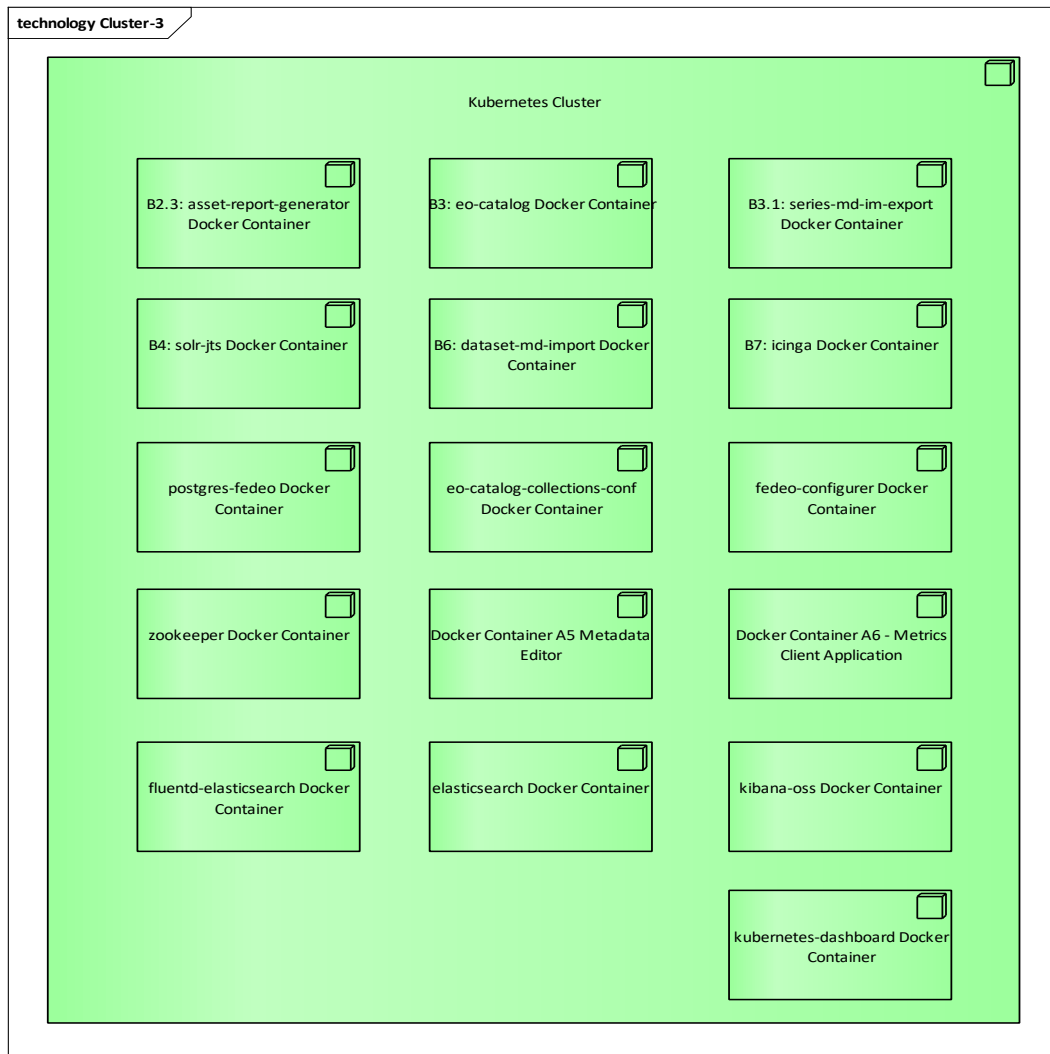 technology Cluster-3
Kubernetes Cluster
B2.3: asset-report-generator
Docker Container
B3: eo-catalog Docker Container
B3.1: series-md-im-export
Docker Container
B4: solr-jts Docker Container
B6: dataset-md-import Docker
Container
B7: icinga Docker Container
postgres-fedeo Docker
Container
eo-catalog-collections-conf
Docker Container
fedeo-configurer Docker
Container
zookeeper Docker Container
Docker Container A5 Metadata
Editor
Docker Container A6 - Metrics
Client Application
fluentd-elasticsearch Docker
Container
elasticsearch Docker Container
kibana-oss Docker Container
kubernetes-dashboard Docker
Container